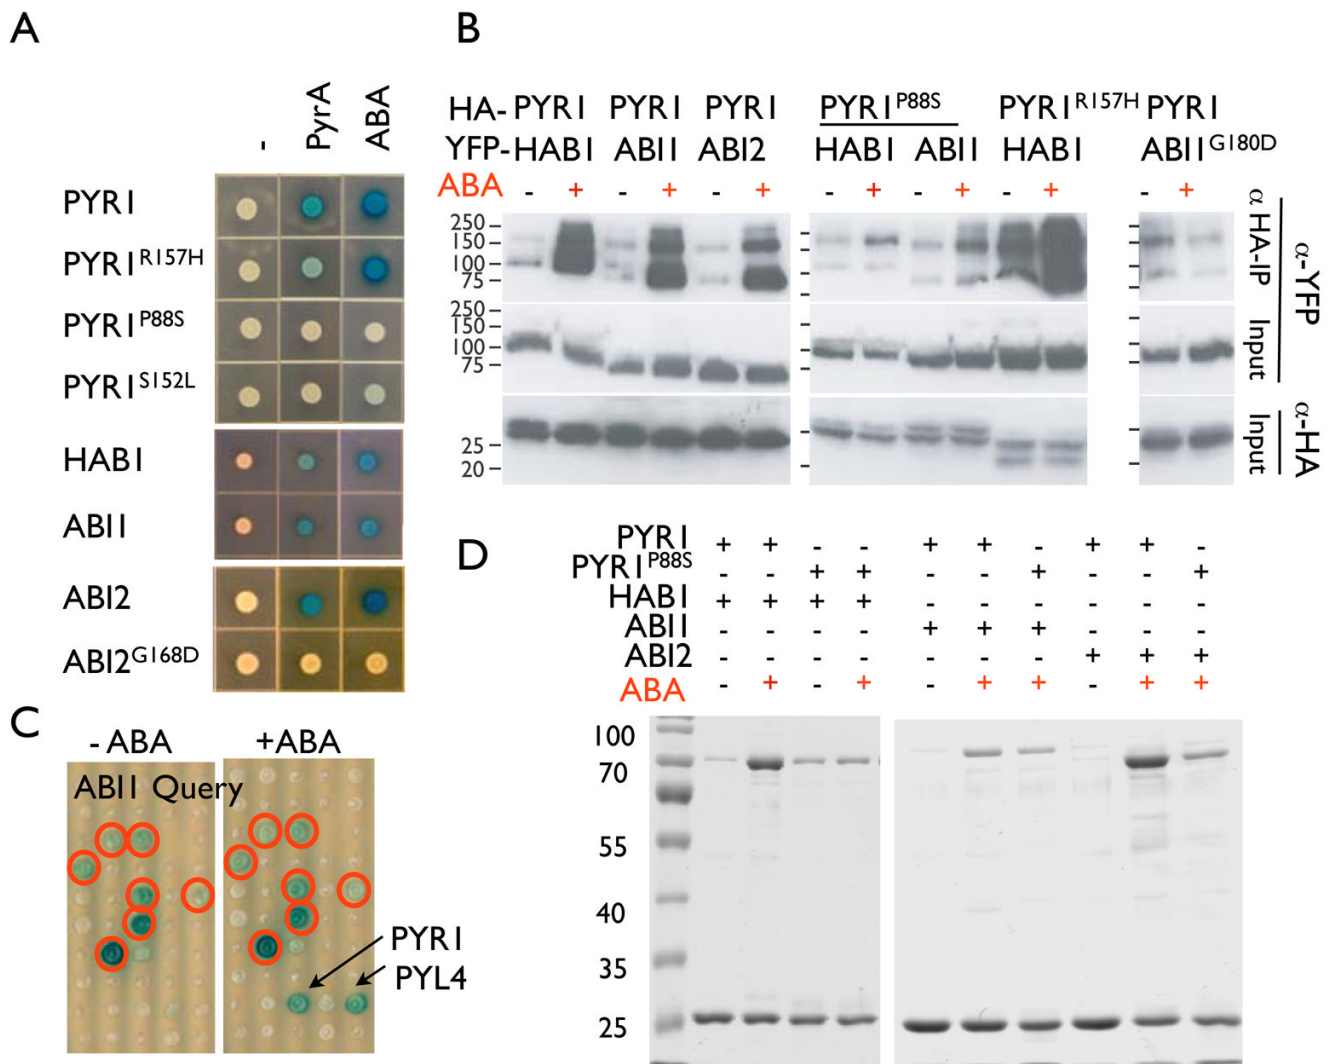 A
- PyrA ABA
PYR1
PYR1R157H
PYR1P88S
PYR1S152L
HAB1
ABI1
ABI2
ABI2G168D
B
HA- PYR1 PYR1 PYR1 PYR1P88S PYR1R157H PYR1
YFP- HAB1 ABI1 ABI2 HAB1 ABI1 HAB1 ABI1G180D
ABA - + - + - + - + - + - + - +
250
150
100
75
α HA-IP
250
150
100
75
Input
α-YFP
25
20
Input
α-HA
C
- ABA +ABA
ABI1 Query
PYR1
PYL4
D
PYR1 + + - - + + - + + -
PYR1P88S - - + + - - + - - +
HAB1 + + + + - - - - - -
ABI1 - - - - + + + - - -
ABI2 - - - - - - - + + +
ABA - + - + - + + - + +
100
70
55
40
35
25